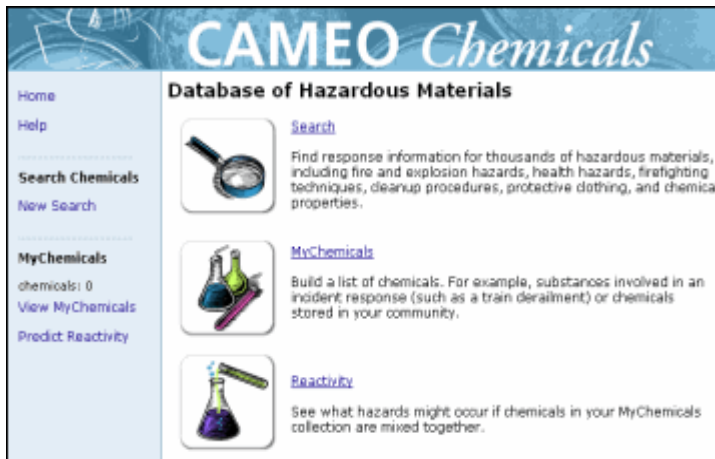 CAMEO Chemicals
Home
Help
Search Chemicals
New Search
MyChemicals
chemicals: 0
View MyChemicals
Predict Reactivity
Database of Hazardous Materials
Search
Find response information for thousands of hazardous materials,
including fire and explosion hazards, health hazards, firefighting
techniques, cleanup procedures, protective clothing, and chemica
properties.
MyChemicals
Build a list of chemicals. For example, substances involved in an
incident response (such as a train derailment) or chemicals
stored in your community.
Reactivity
See what hazards might occur if chemicals in your MyChemicals
collection are mixed together.